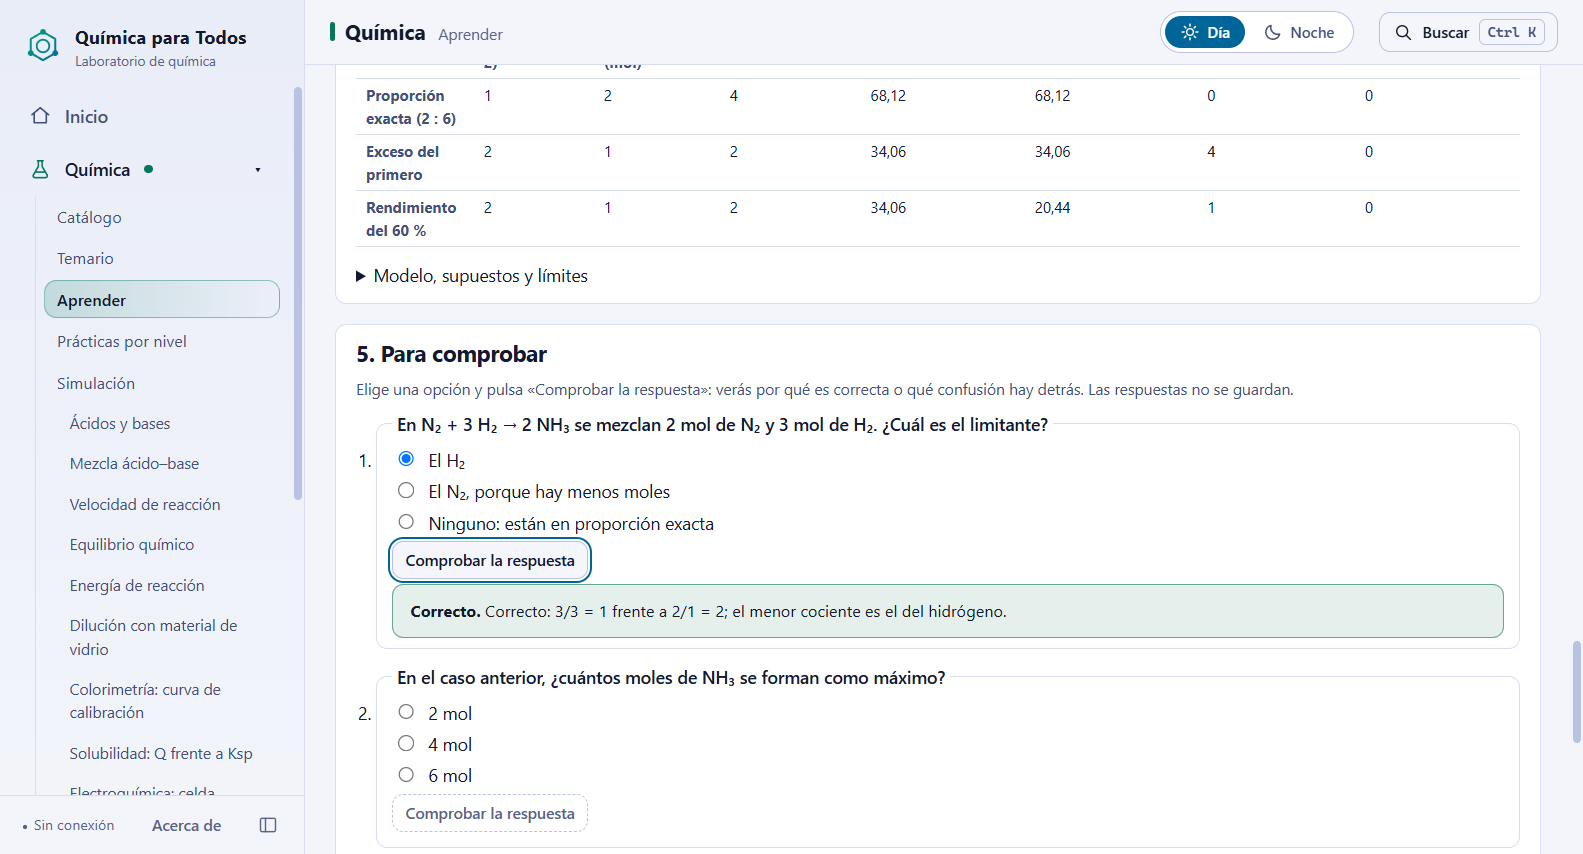 Química para Todos
Laboratorio de química
Inicio
Química
Catálogo
Temario
Aprender
Prácticas por nivel
Simulación
Ácidos y bases
Mezcla ácido–base
Velocidad de reacción
Equilibrio químico
Energía de reacción
Dilución con material de
vidrio
Colorimetría: curva de
calibración
Solubilidad: Q frente a Ksp
Electroquímica: celda
Sin conexión Acerca de
Química Aprender
Día Noche
Buscar Ctrl K
2) (mol)
Proporción exacta (2 : 6) 1 2 4 68,12 68,12 0 0
Exceso del primero 2 1 2 34,06 34,06 4 0
Rendimiento del 60 % 2 1 2 34,06 20,44 1 0
Modelo, supuestos y límites
5. Para comprobar
Elige una opción y pulsa «Comprobar la respuesta»: verás por qué es correcta o qué confusión hay detrás. Las respuestas no se guardan.
En N₂ + 3 H₂ → 2 NH₃ se mezclan 2 mol de N₂ y 3 mol de H₂. ¿Cuál es el limitante?
1. El H₂
El N₂, porque hay menos moles
Ninguno: están en proporción exacta
Comprobar la respuesta
Correcto. Correcto: 3/3 = 1 frente a 2/1 = 2; el menor cociente es el del hidrógeno.
En el caso anterior, ¿cuántos moles de NH₃ se forman como máximo?
2. 2 mol
4 mol
6 mol
Comprobar la respuesta